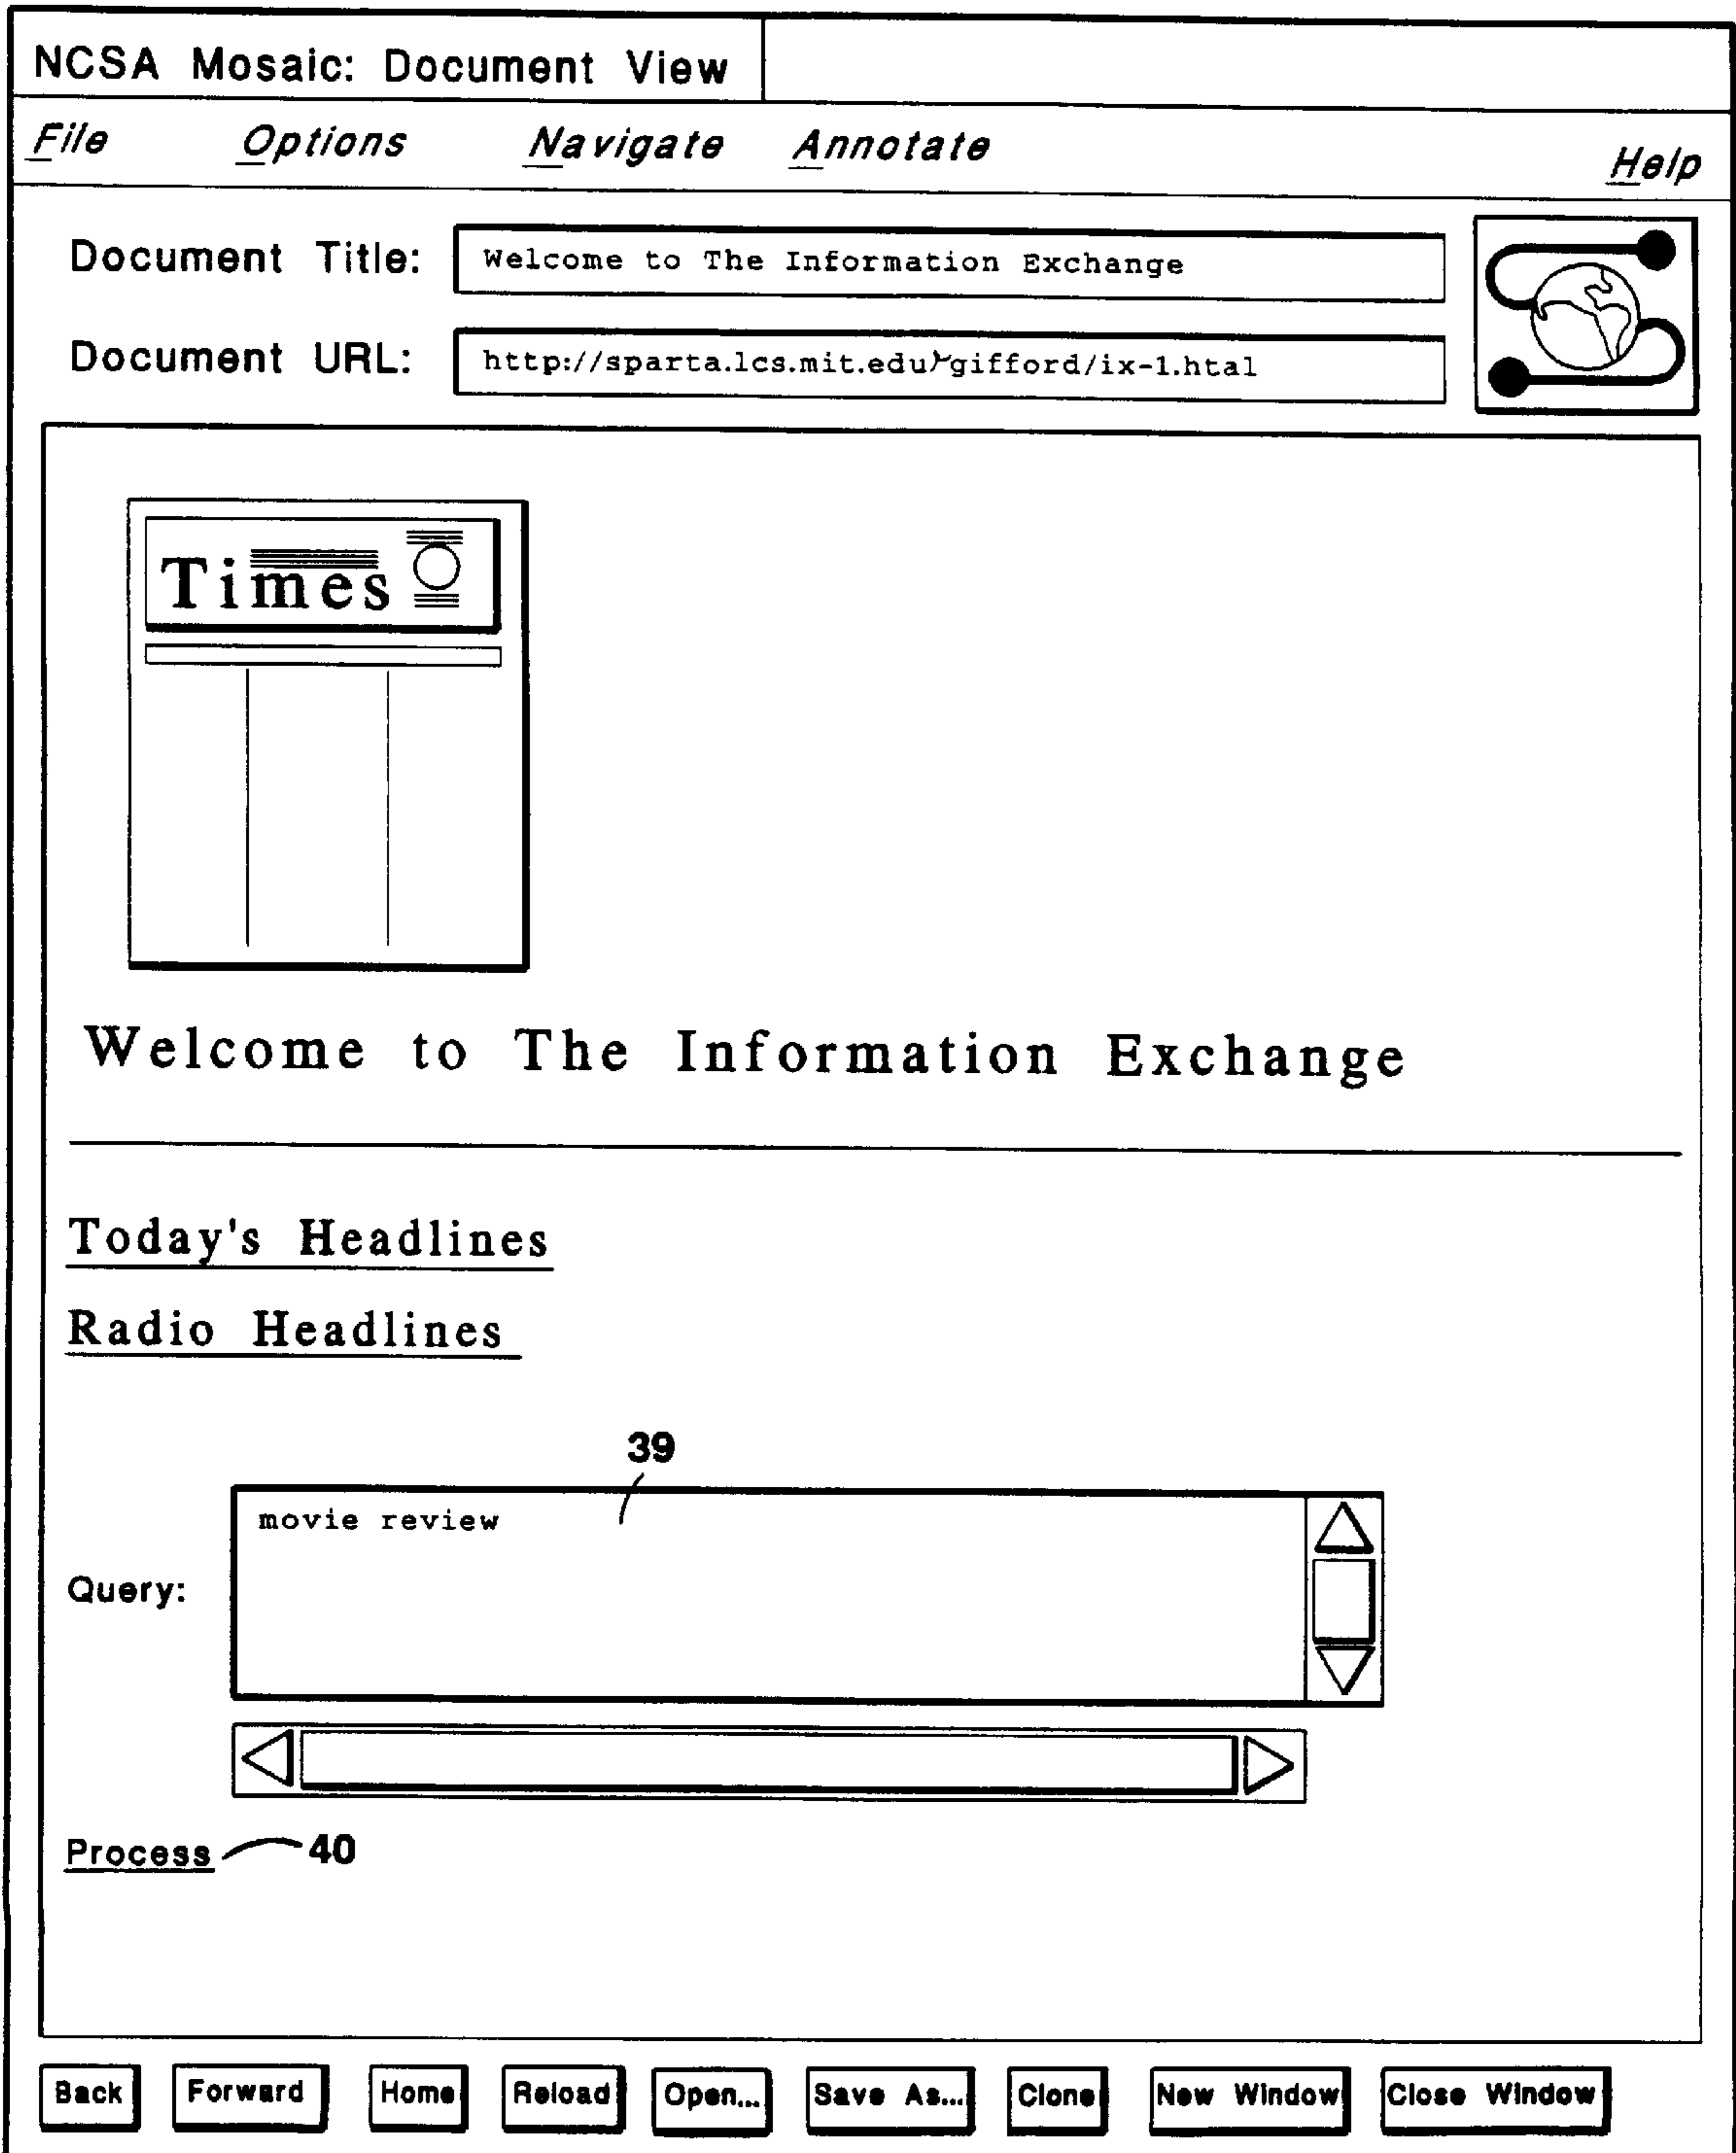 NCSA Mosaic: Document View
File Options Navigate Annotate Help
Document Title: Welcome to The Information Exchange
Document URL: http://sparta.lcs.mit.edu/~gifford/ix-1.htal
Times
Welcome to The Information Exchange
Today's Headlines
Radio Headlines
39
movie review
Query:
Process 40
Back Forward Home Reload Open... Save As... Clone New Window Close Window